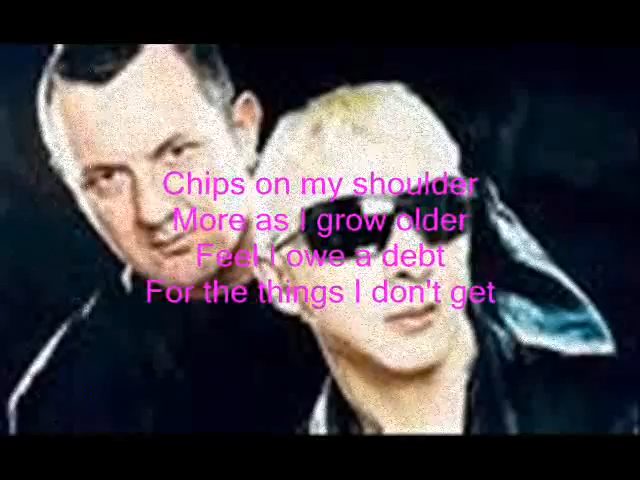 Chips on my shoulder
More as I grow older
Feel i owe a debt
For the things I don't get